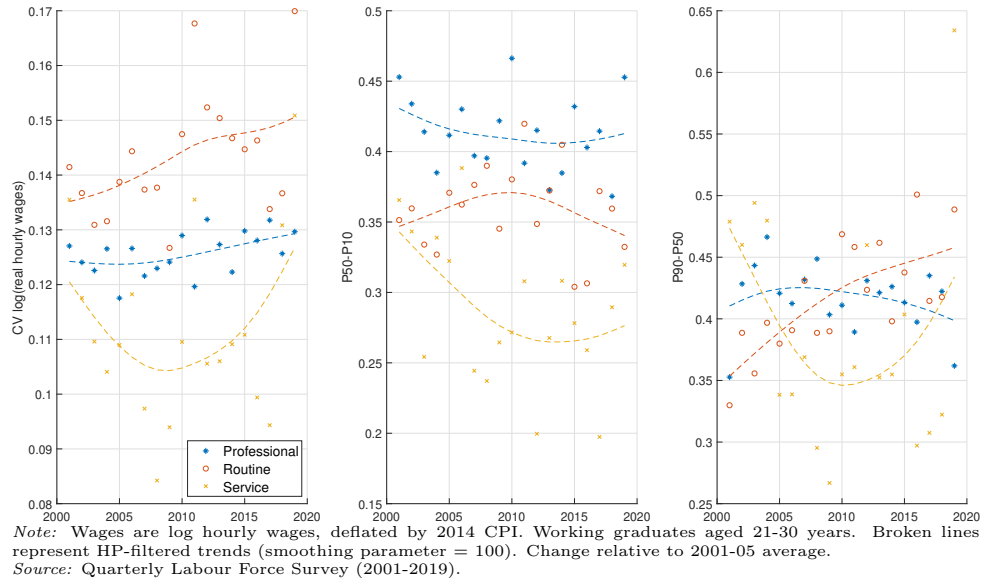 0.17
0.16
0.15
0.14
0.13
0.12
0.11
0.1
0.09
0.08
CV log(real hourly wages)
2000 2005 2010 2015 2020
Professional
Routine
Service
0.5
0.45
0.4
0.35
0.3
0.25
0.2
0.15
P50-P10
2000 2005 2010 2015 2020
0.65
0.6
0.55
0.5
0.45
0.4
0.35
0.3
0.25
P90-P50
2000 2005 2010 2015 2020
Note: Wages are log hourly wages, deflated by 2014 CPI. Working graduates aged 21-30 years. Broken lines
represent HP-filtered trends (smoothing parameter = 100). Change relative to 2001-05 average.
Source: Quarterly Labour Force Survey (2001-2019).